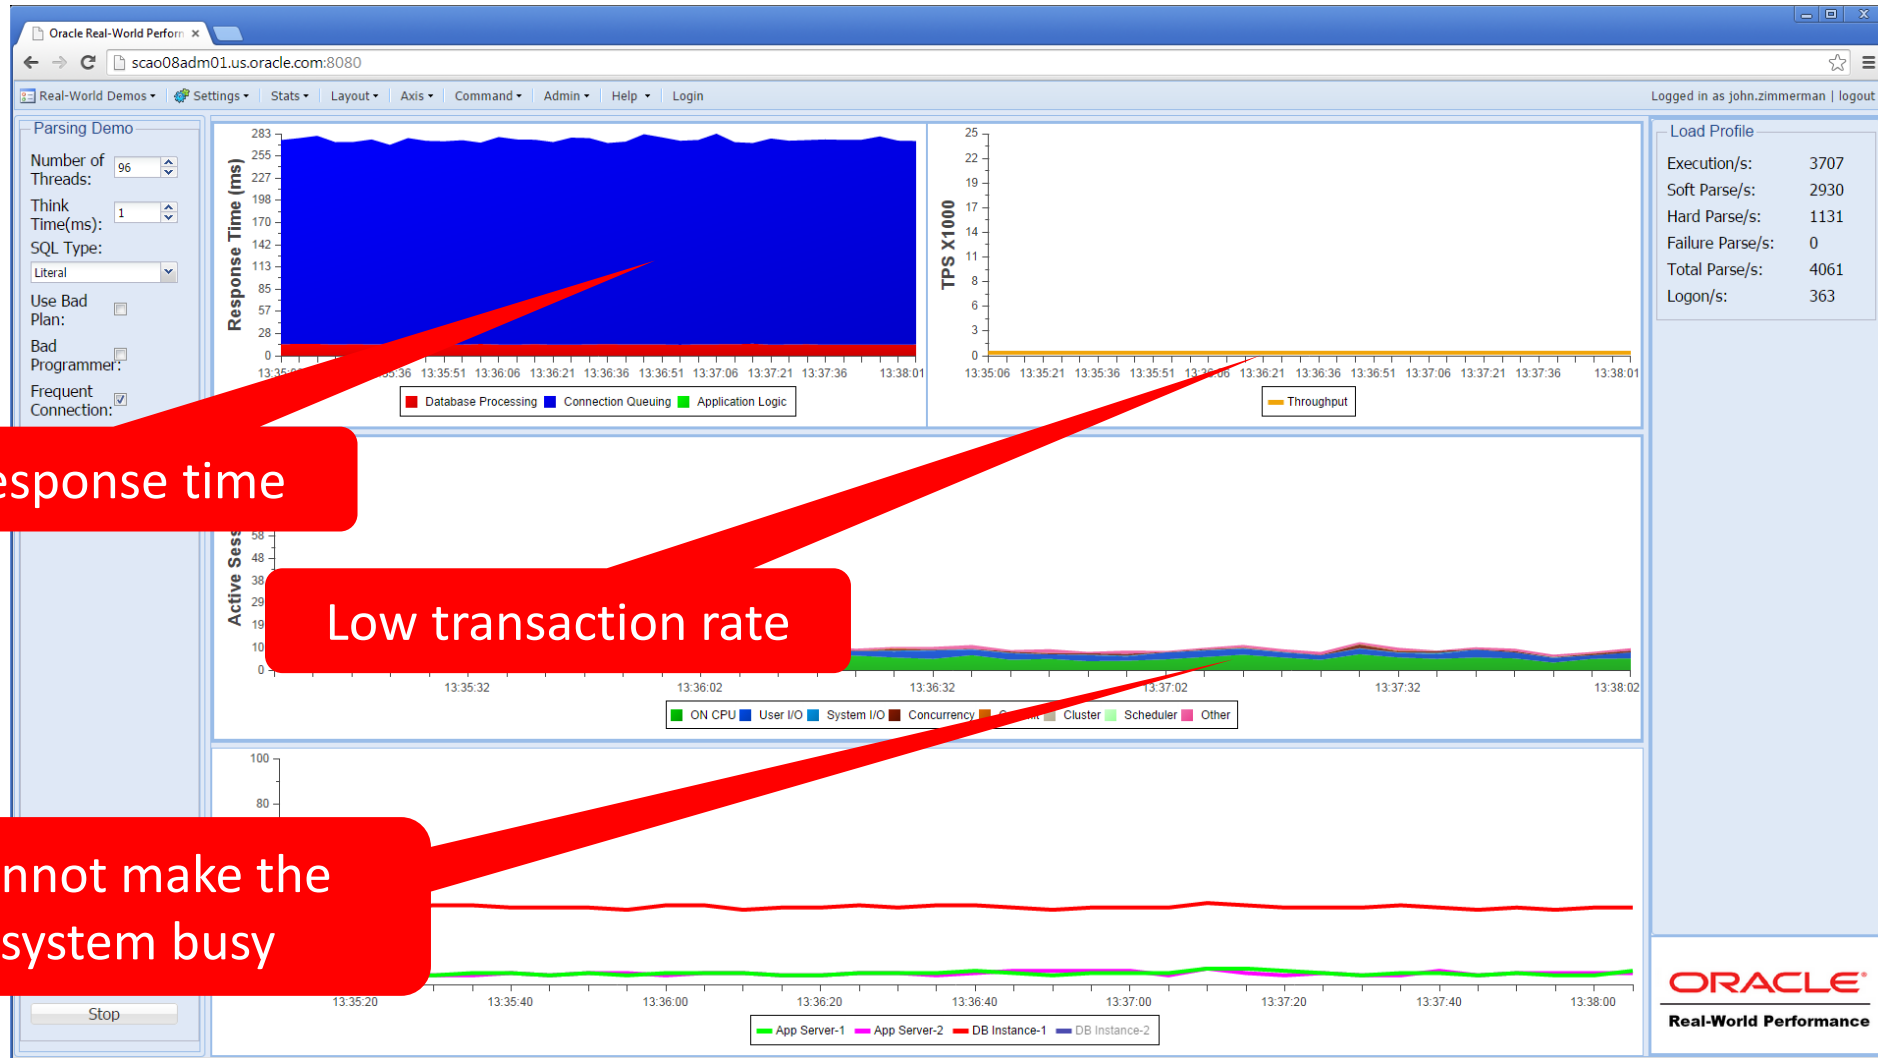 Oracle Real-World Perforn
scao08adm01.us.oracle.com:8080
Real-World Demos Settings Stats Layout Axis Command Admin Help Login
Logged in as john.zimmerman | logout
Parsing Demo
Number of
Threads:
96
Think
Time(ms):
1
SQL Type:
Literal
Use Bad
Plan:
Bad
Programmer:
Frequent
Connection:
Stop
Response Time (ms)
283
255
227
198
170
142
113
85
57
28
0
13:35:51 13:36:06 13:36:21 13:36:36 13:36:51 13:37:06 13:37:21 13:37:36 13:38:01
Database Processing Connection Queuing Application Logic
TPS X1000
25
22
19
17
14
11
8
6
3
0
13:35:06 13:35:21 13:35:36 13:35:51 13:36:06 13:36:21 13:36:36 13:36:51 13:37:06 13:37:21 13:37:36 13:38:01
Throughput
Load Profile
Execution/s: 3707
Soft Parse/s: 2930
Hard Parse/s: 1131
Failure Parse/s: 0
Total Parse/s: 4061
Logon/s: 363
esponse time
Active Sess
58
48
38
29
19
10
0
Low transaction rate
13:35:32 13:36:02 13:36:32 13:37:02 13:37:32 13:38:02
ON CPU User I/O System I/O Concurrency Cluster Scheduler Other
100
80
nnot make the
system busy
13:35:20 13:35:40 13:36:00 13:36:20 13:36:40 13:37:00 13:37:20 13:37:40 13:38:00
App Server-1 App Server-2 DB Instance-1 DB Instance-2
ORACLE
Real-World Performance